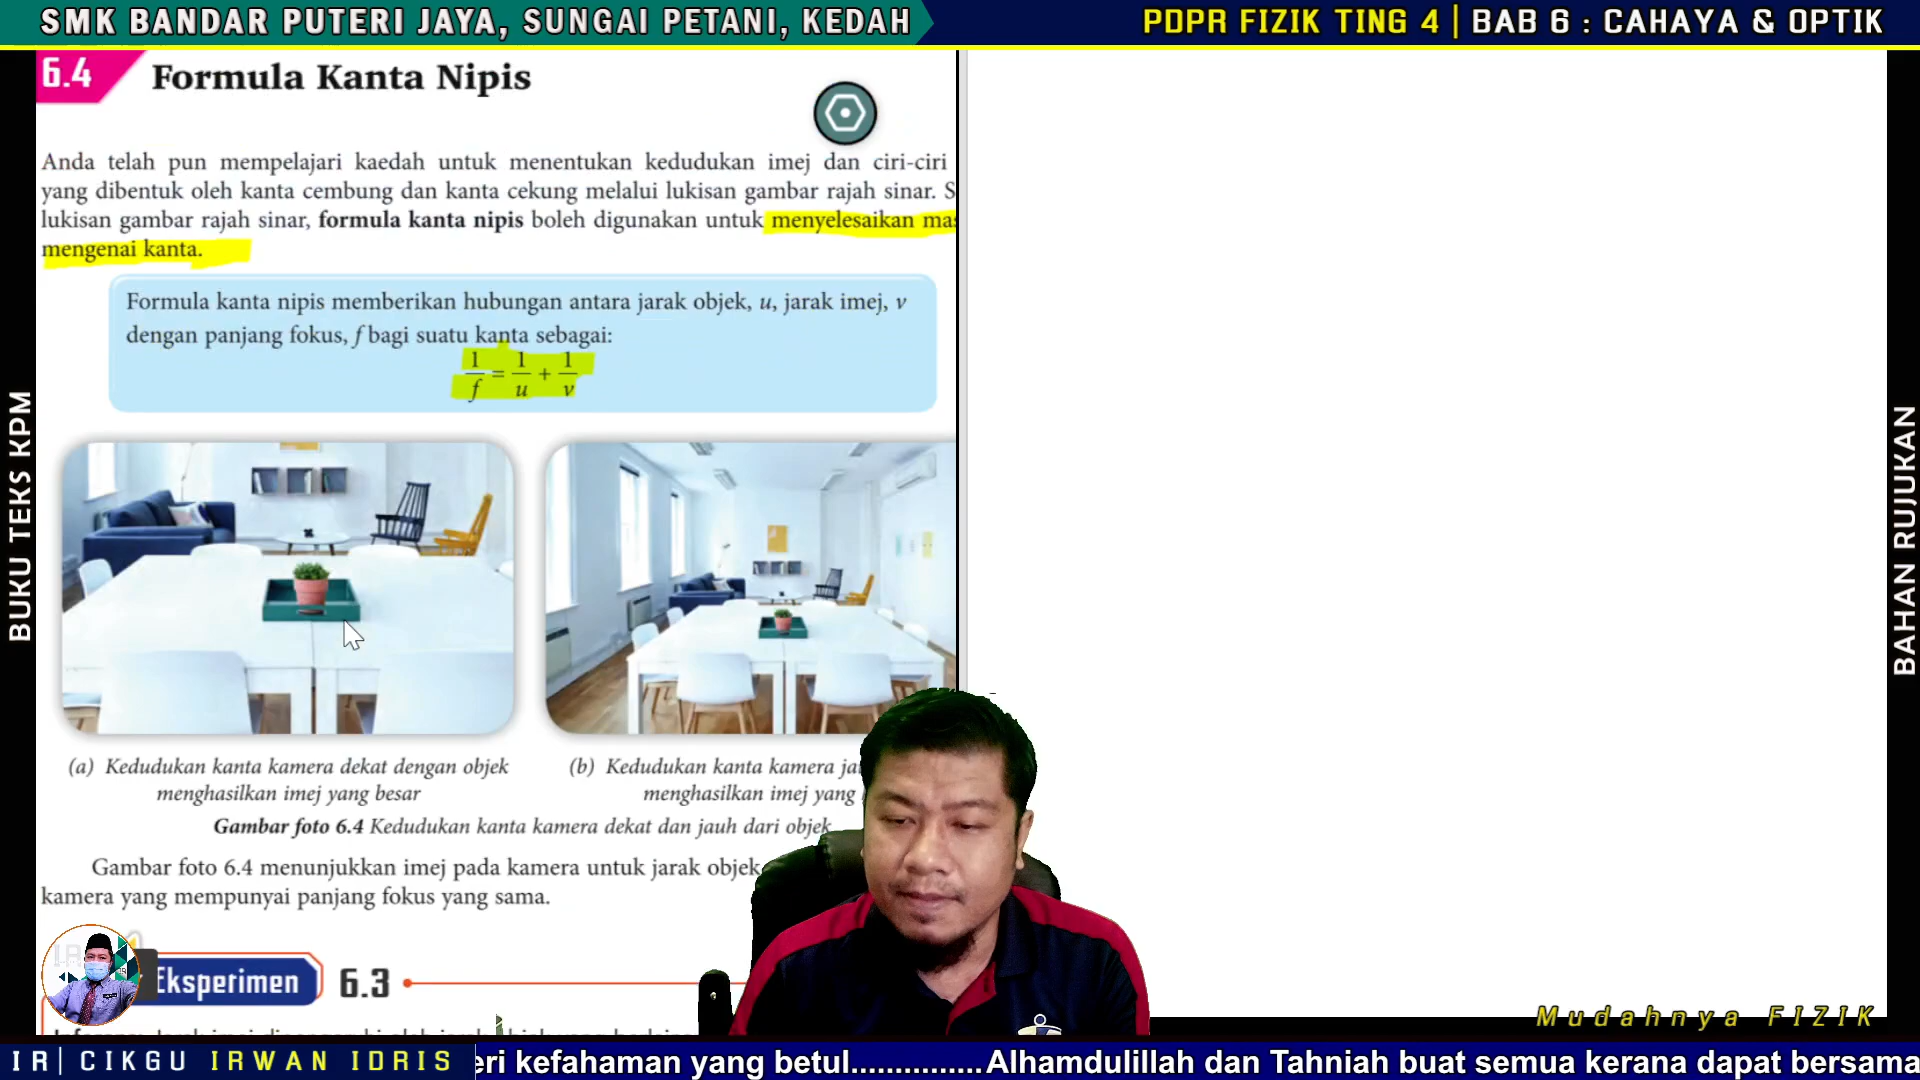 SMK BANDAR PUTERI JAYA, SUNGAI PETANI, KEDAH
PDPR FIZIK TING 4 | BAB 6 : CAHAYA & OPTIK
6.4 Formula Kanta Nipis
Anda telah pun mempelajari kaedah untuk menentukan kedudukan imej dan ciri-ciri
yang dibentuk oleh kanta cembung dan kanta cekung melalui lukisan gambar rajah sinar. S
lukisan gambar rajah sinar, formula kanta nipis boleh digunakan untuk menyelesaikan mas
mengenai kanta.
Formula kanta nipis memberikan hubungan antara jarak objek, u, jarak imej, v
dengan panjang fokus, f bagi suatu kanta sebagai:
1/f = 1/u + 1/v
(a) Kedudukan kanta kamera dekat dengan objek
menghasilkan imej yang besar
(b) Kedudukan kanta kamera ja
menghasilkan imej yang
Gambar foto 6.4 Kedudukan kanta kamera dekat dan jauh dari objek
Gambar foto 6.4 menunjukkan imej pada kamera untuk jarak objek
kamera yang mempunyai panjang fokus yang sama.
Eksperimen 6.3
BUKU TEKS KPM
BAHAN RUJUKAN
Mudahnya FIZIK
IR| CIKGU IRWAN IDRIS
eri kefahaman yang betul...............Alhamdulillah dan Tahniah buat semua kerana dapat bersama